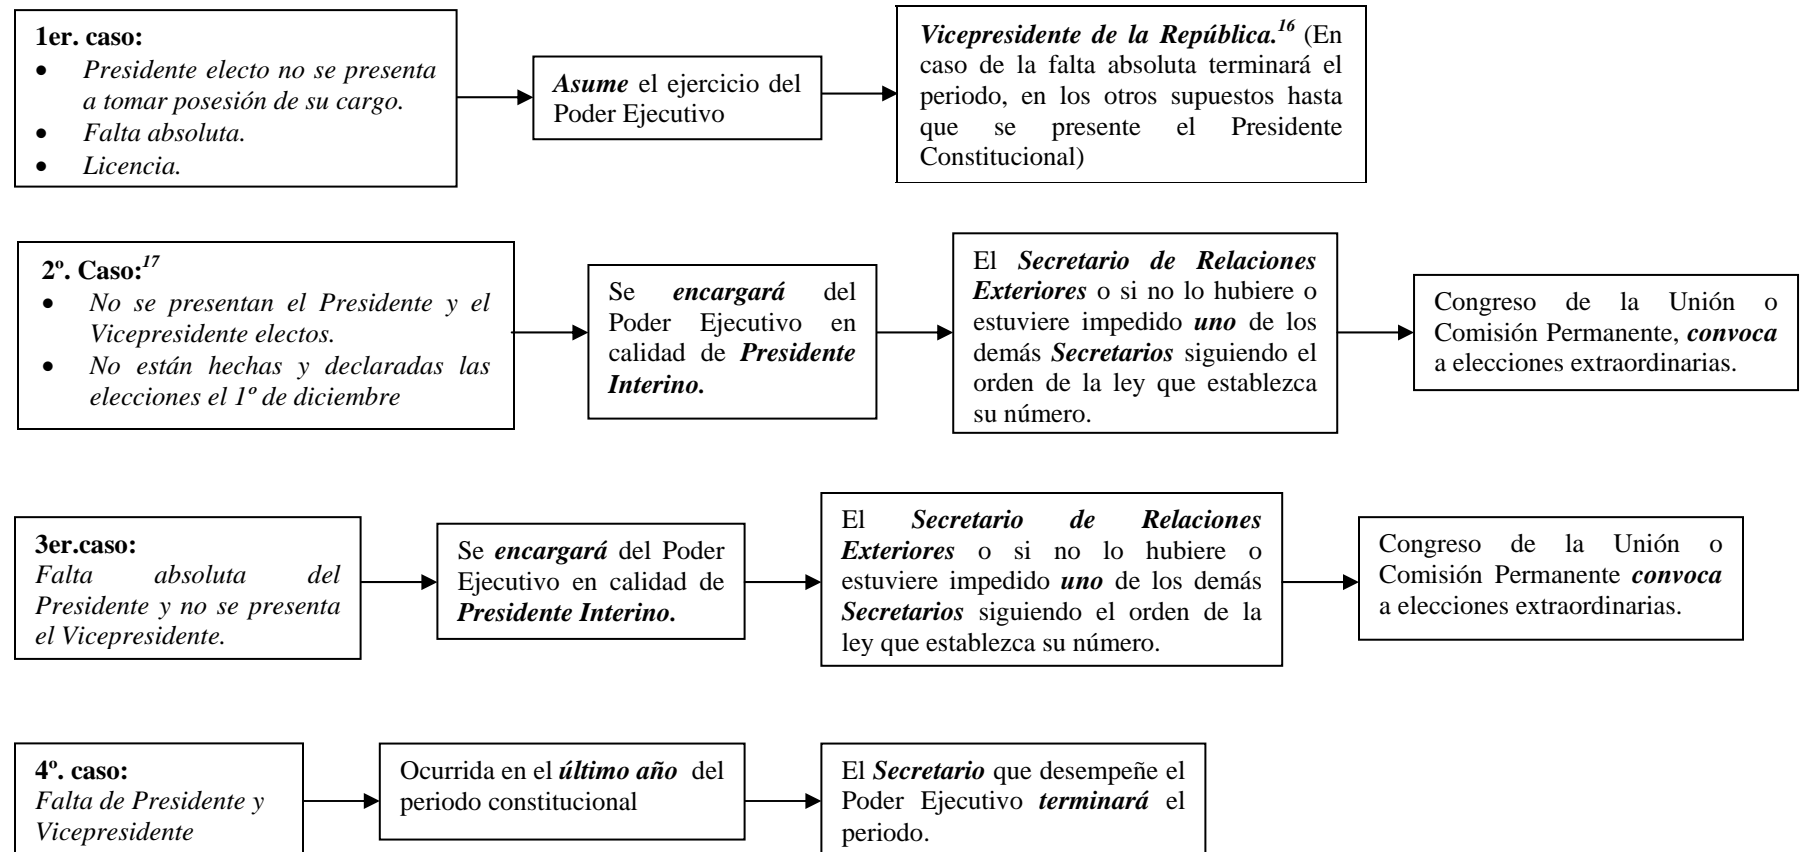 1er. caso:
• Presidente electo no se presenta
a tomar posesión de su cargo.
• Falta absoluta.
• Licencia.
Asume el ejercicio del
Poder Ejecutivo
Vicepresidente de la República.16 (En
caso de la falta absoluta terminará el
periodo, en los otros supuestos hasta
que se presente el Presidente
Constitucional)
2º. Caso:17
• No se presentan el Presidente y el
Vicepresidente electos.
• No están hechas y declaradas las
elecciones el 1º de diciembre
Se encargará del
Poder Ejecutivo en
calidad de Presidente
Interino.
El Secretario de Relaciones
Exteriores o si no lo hubiere o
estuviere impedido uno de los
demás Secretarios siguiendo el
orden de la ley que establezca
su número.
Congreso de la Unión o
Comisión Permanente, convoca
a elecciones extraordinarias.
3er.caso:
Falta absoluta del
Presidente y no se presenta
el Vicepresidente.
Se encargará del Poder
Ejecutivo en calidad de
Presidente Interino.
El Secretario de Relaciones
Exteriores o si no lo hubiere o
estuviere impedido uno de los demás
Secretarios siguiendo el orden de la
ley que establezca su número.
Congreso de la Unión o
Comisión Permanente convoca
a elecciones extraordinarias.
4º. caso:
Falta de Presidente y
Vicepresidente
Ocurrida en el último año del
periodo constitucional
El Secretario que desempeñe el
Poder Ejecutivo terminará el
periodo.